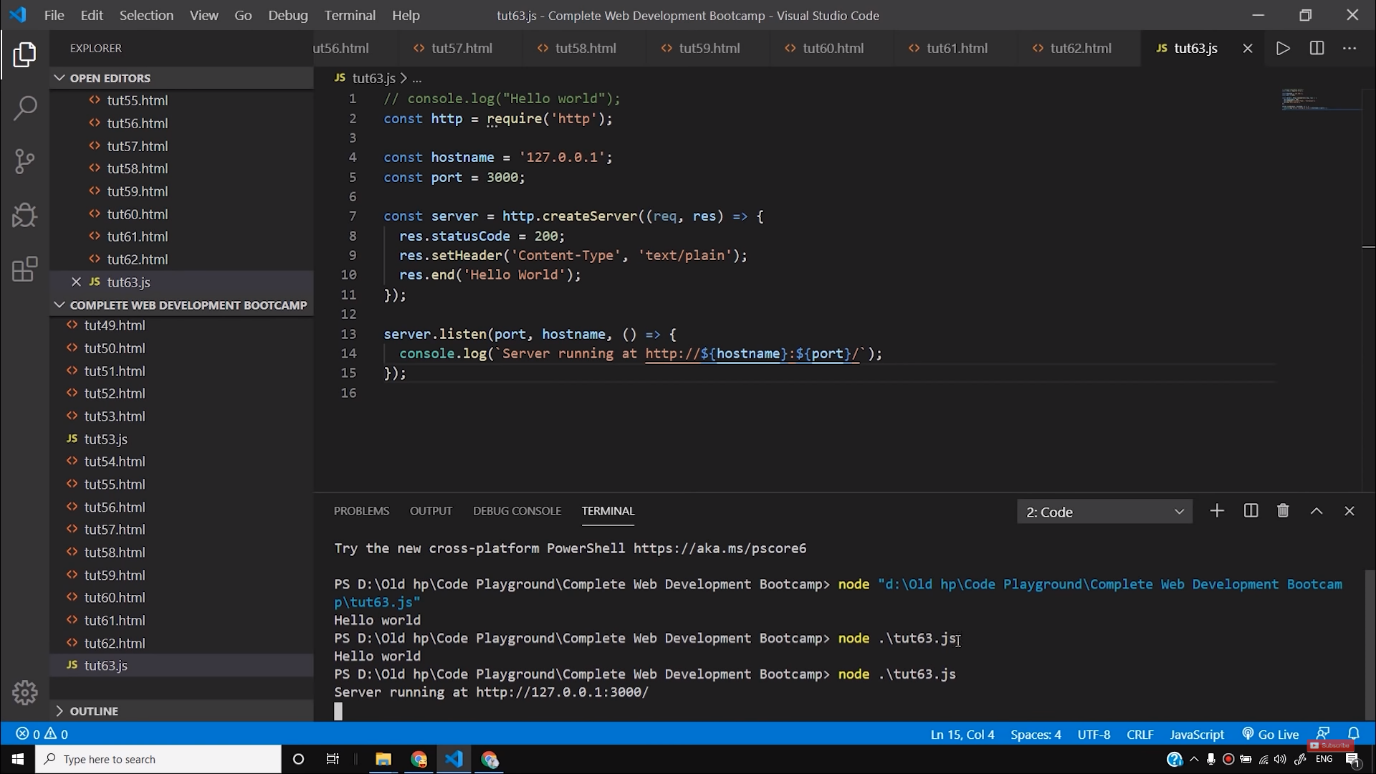 File Edit Selection View Go Debug Terminal Help tut63.js - Complete Web Development Bootcamp - Visual Studio Code
EXPLORER
OPEN EDITORS
tut55.html
tut56.html
tut57.html
tut58.html
tut59.html
tut60.html
tut61.html
tut62.html
JS tut63.js
COMPLETE WEB DEVELOPMENT BOOTCAMP
tut49.html
tut50.html
tut51.html
tut52.html
tut53.html
JS tut53.js
tut54.html
tut55.html
tut56.html
tut57.html
tut58.html
tut59.html
tut60.html
tut61.html
tut62.html
JS tut63.js
OUTLINE
ut56.html tut57.html tut58.html tut59.html tut60.html tut61.html tut62.html JS tut63.js
JS tut63.js > ...
1 // console.log("Hello world");
2 const http = require('http');
3
4 const hostname = '127.0.0.1';
5 const port = 3000;
6
7 const server = http.createServer((req, res) => {
8 res.statusCode = 200;
9 res.setHeader('Content-Type', 'text/plain');
10 res.end('Hello World');
11 });
12
13 server.listen(port, hostname, () => {
14 console.log(`Server running at http://${hostname}:${port}/`);
15 });
16
PROBLEMS OUTPUT DEBUG CONSOLE TERMINAL 2: Code
Try the new cross-platform PowerShell https://aka.ms/pscore6
PS D:\Old hp\Code Playground\Complete Web Development Bootcamp> node "d:\Old hp\Code Playground\Complete Web Development Bootcam
p\tut63.js"
Hello world
PS D:\Old hp\Code Playground\Complete Web Development Bootcamp> node .\tut63.js
Hello world
PS D:\Old hp\Code Playground\Complete Web Development Bootcamp> node .\tut63.js
Server running at http://127.0.0.1:3000/
0 0 Ln 15, Col 4 Spaces: 4 UTF-8 CRLF JavaScript Go Live
SUBSCRIBE
Type here to search ENG 1